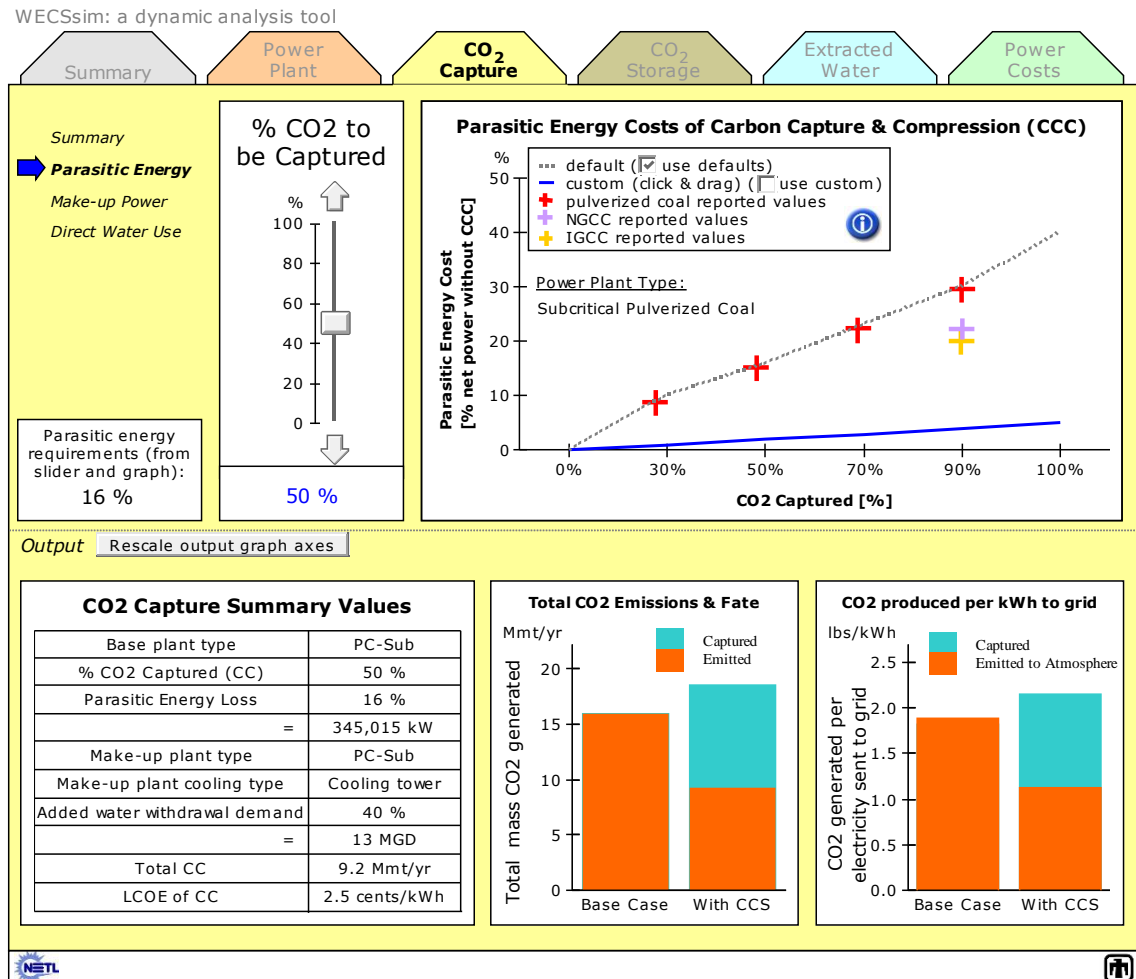 WECSsim: a dynamic analysis tool
Summary
Power
Plant
CO2
Capture
CO2
Storage
Extracted
Water
Power
Costs
Summary
Parasitic Energy
Make-up Power
Direct Water Use
Parasitic energy
requirements (from
slider and graph):
16 %
% CO2 to
be Captured
%
100
80
60
40
20
0
50 %
Parasitic Energy Costs of Carbon Capture & Compression (CCC)
%
50
40
30
20
10
0
Parasitic Energy Cost
[% net power without CCC]
default ( use defaults)
custom (click & drag) ( use custom)
pulverized coal reported values
NGCC reported values
IGCC reported values
i
Power Plant Type:
Subcritical Pulverized Coal
0% 30% 50% 70% 90% 100%
CO2 Captured [%]
Output
Rescale output graph axes
CO2 Capture Summary Values
Base plant type PC-Sub
% CO2 Captured (CC) 50 %
Parasitic Energy Loss 16 %
= 345,015 kW
Make-up plant type PC-Sub
Make-up plant cooling type Cooling tower
Added water withdrawal demand 40 %
= 13 MGD
Total CC 9.2 Mmt/yr
LCOE of CC 2.5 cents/kWh
Total CO2 Emissions & Fate
Mmt/yr
Captured
Emitted
Total mass CO2 generated
20
15
10
5
0
Base Case With CCS
CO2 produced per kWh to grid
lbs/kWh
Captured
Emitted to Atmosphere
CO2 generated per
electricity sent to grid
2.5
2.0
1.5
1.0
0.5
0.0
Base Case With CCS
NETL